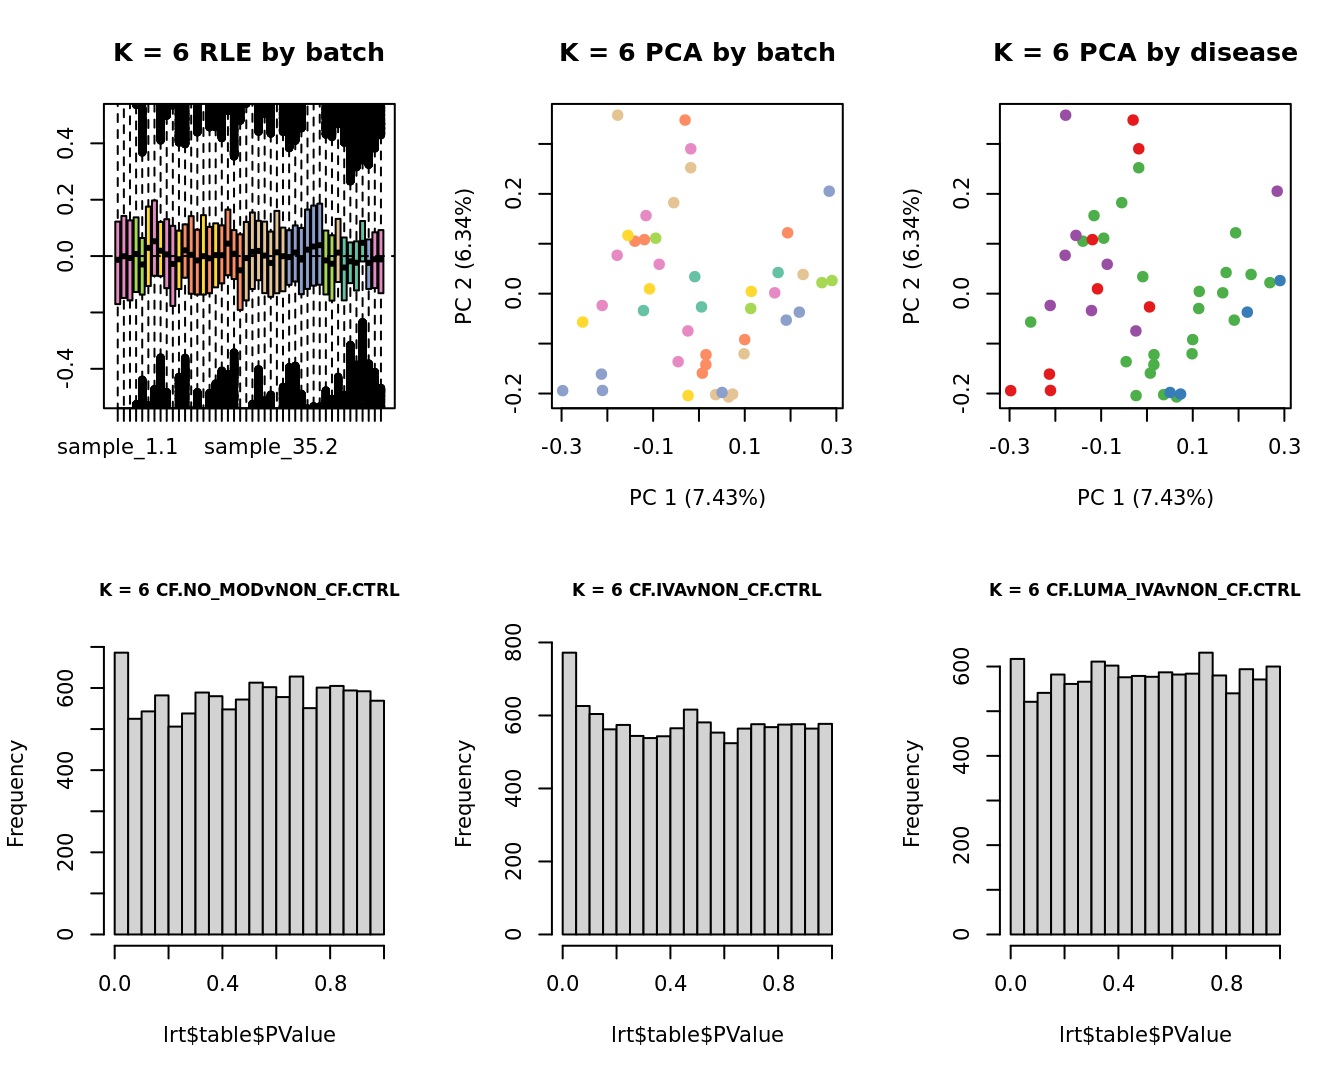 K = 6 RLE by batch
0.4
0.2
0.0
-0.4
sample_1.1 sample_35.2
K = 6 PCA by batch
PC 2 (6.34%)
0.2
0.0
-0.2
-0.3 -0.1 0.1 0.3
PC 1 (7.43%)
K = 6 PCA by disease
PC 2 (6.34%)
0.2
0.0
-0.2
-0.3 -0.1 0.1 0.3
PC 1 (7.43%)
K = 6 CF.NO_MODvNON_CF.CTRL
Frequency
600
400
200
0
0.0 0.4 0.8
lrt$table$PValue
K = 6 CF.IVAvNON_CF.CTRL
Frequency
800
600
400
200
0
0.0 0.4 0.8
lrt$table$PValue
K = 6 CF.LUMA_IVAvNON_CF.CTRL
Frequency
600
400
200
0
0.0 0.4 0.8
lrt$table$PValue